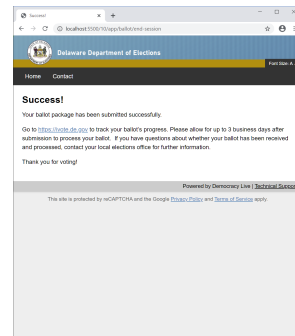 Success!
localhost:5500/10/app/ballot/end-session
Delaware Department of Elections
Font Size: A
Home Contact
Success!
Your ballot package has been submitted successfully.
Go to https://ivote.de.gov to track your ballot's progress. Please allow for up to 3 business days after
submission to process your ballot. If you have questions about whether your ballot has been received
and processed, contact your local elections office for further information.
Thank you for voting!
Powered by Democracy Live | Technical Suppor
This site is protected by reCAPTCHA and the Google Privacy Policy and Terms of Service apply.